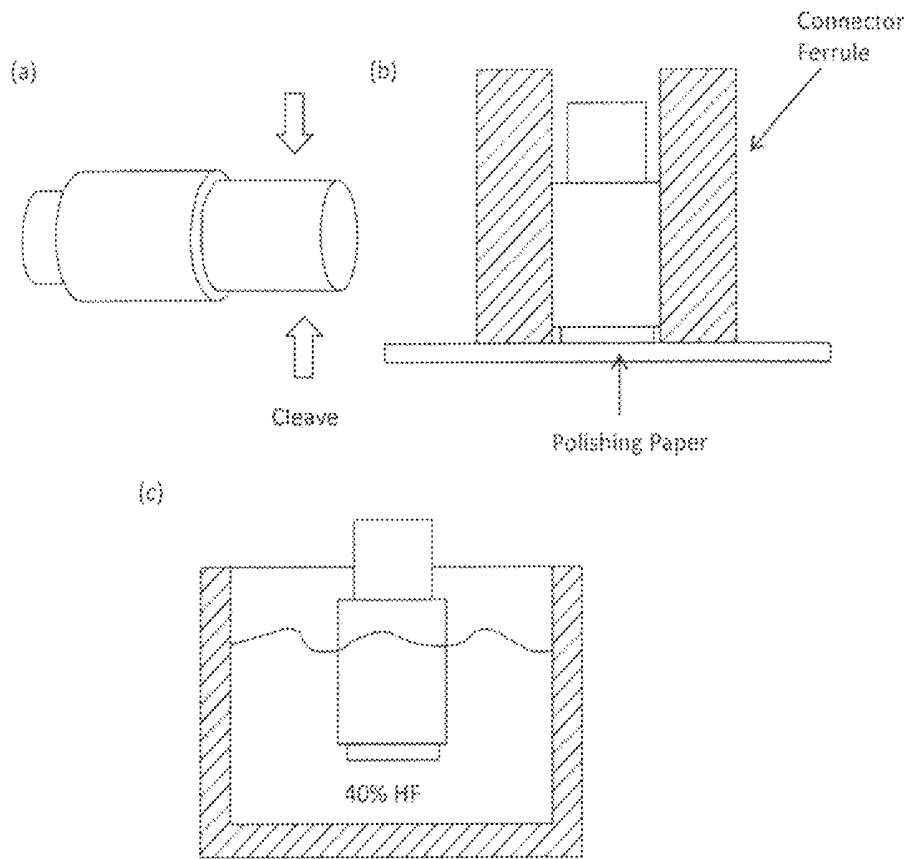 (a)
(b)
Connector
Ferrule
Cleave
Polishing Paper
(c)
40% HF